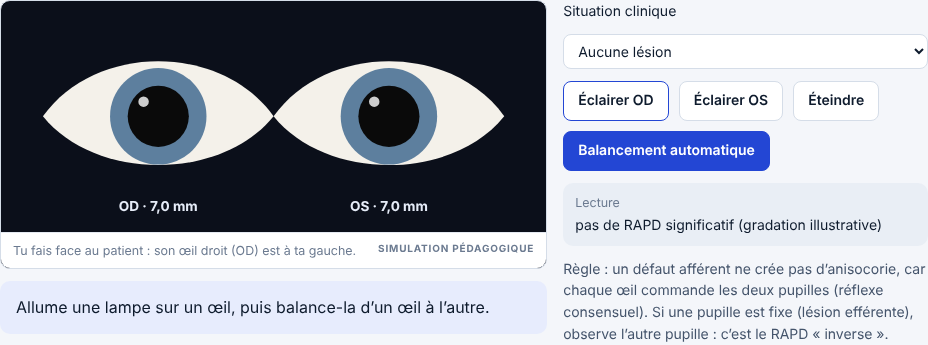 OD · 7,0 mm
OS · 7,0 mm
Tu fais face au patient : son œil droit (OD) est à ta gauche.
SIMULATION PÉDAGOGIQUE
Allume une lampe sur un œil, puis balance-la d’un œil à l’autre.
Situation clinique
Aucune lésion
Éclairer OD
Éclairer OS
Éteindre
Balancement automatique
Lecture
pas de RAPD significatif (gradation illustrative)
Règle : un défaut afférent ne crée pas d’anisocorie, car
chaque œil commande les deux pupilles (réflexe
consensuel). Si une pupille est fixe (lésion efférente),
observe l’autre pupille : c’est le RAPD « inverse ».